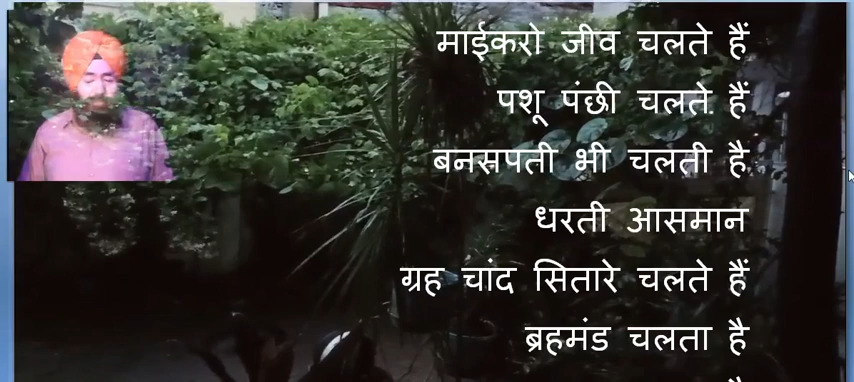 माईकरो जीव चलते हैं
पशू पंछी चलते हैं
बनसपती भी चलती है
धरती आसमान
ग्रह चांद सितारे चलते हैं
ब्रहमंड चलता है